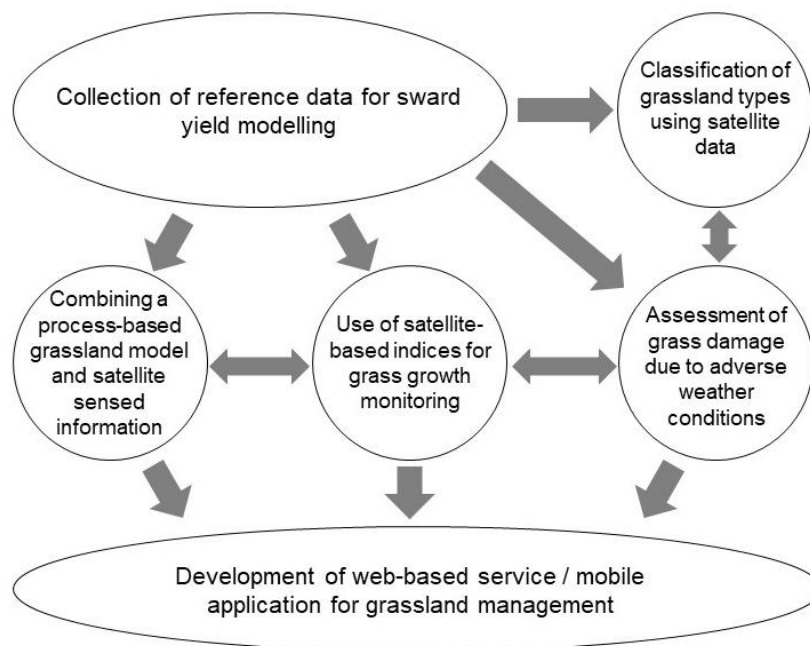 Collection of reference data for sward
yield modelling
Classification of
grassland types
using satellite
data
Combining a
process-based
grassland model
and satellite
sensed
information
Use of satellite-
based indices for
grass growth
monitoring
Assessment of
grass damage
due to adverse
weather
conditions
Development of web-based service / mobile
application for grassland management